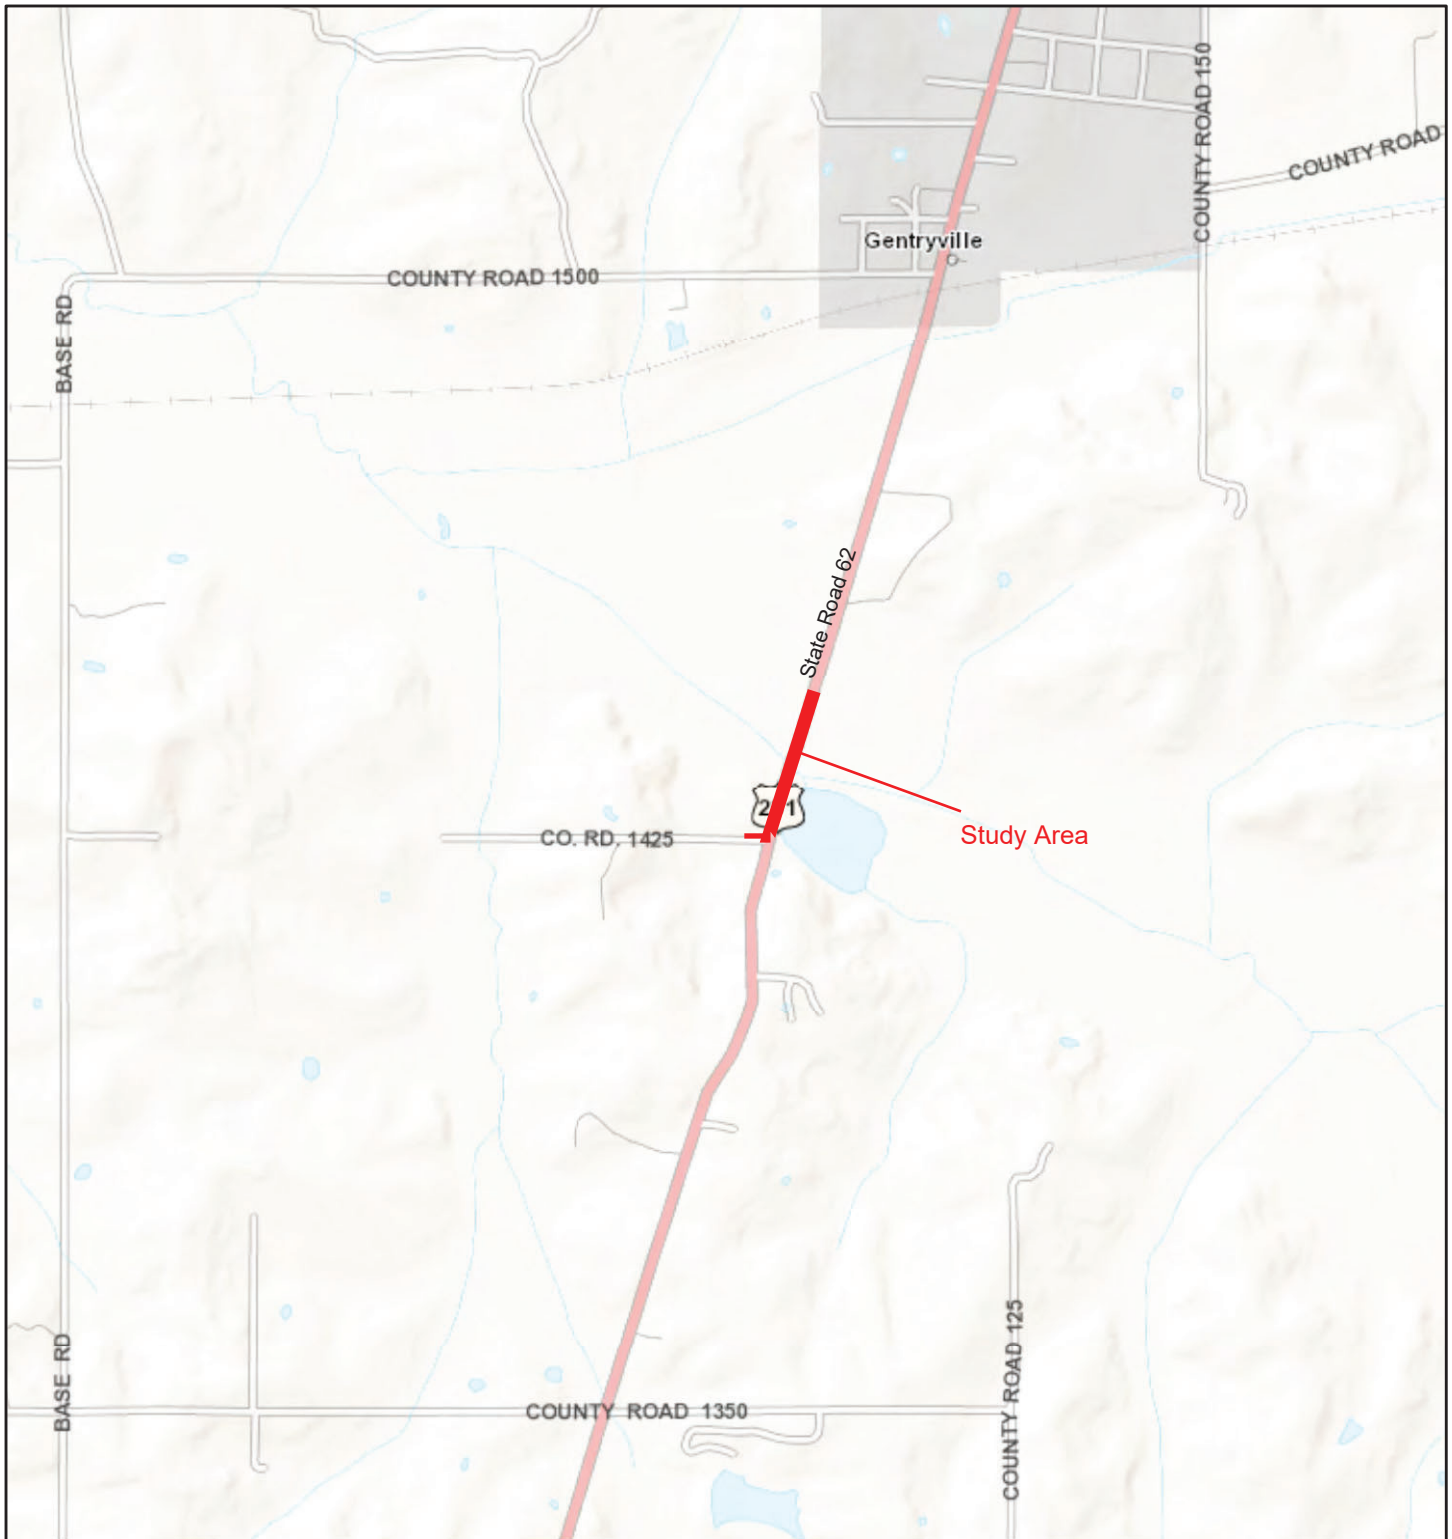 COUNTY ROAD 150
COUNTY ROAD
Gentryville
COUNTY ROAD 1500
BASE RD
State Road 62
CO. RD. 1425
Study Area
COUNTY ROAD 125
BASE RD
COUNTY ROAD 1350